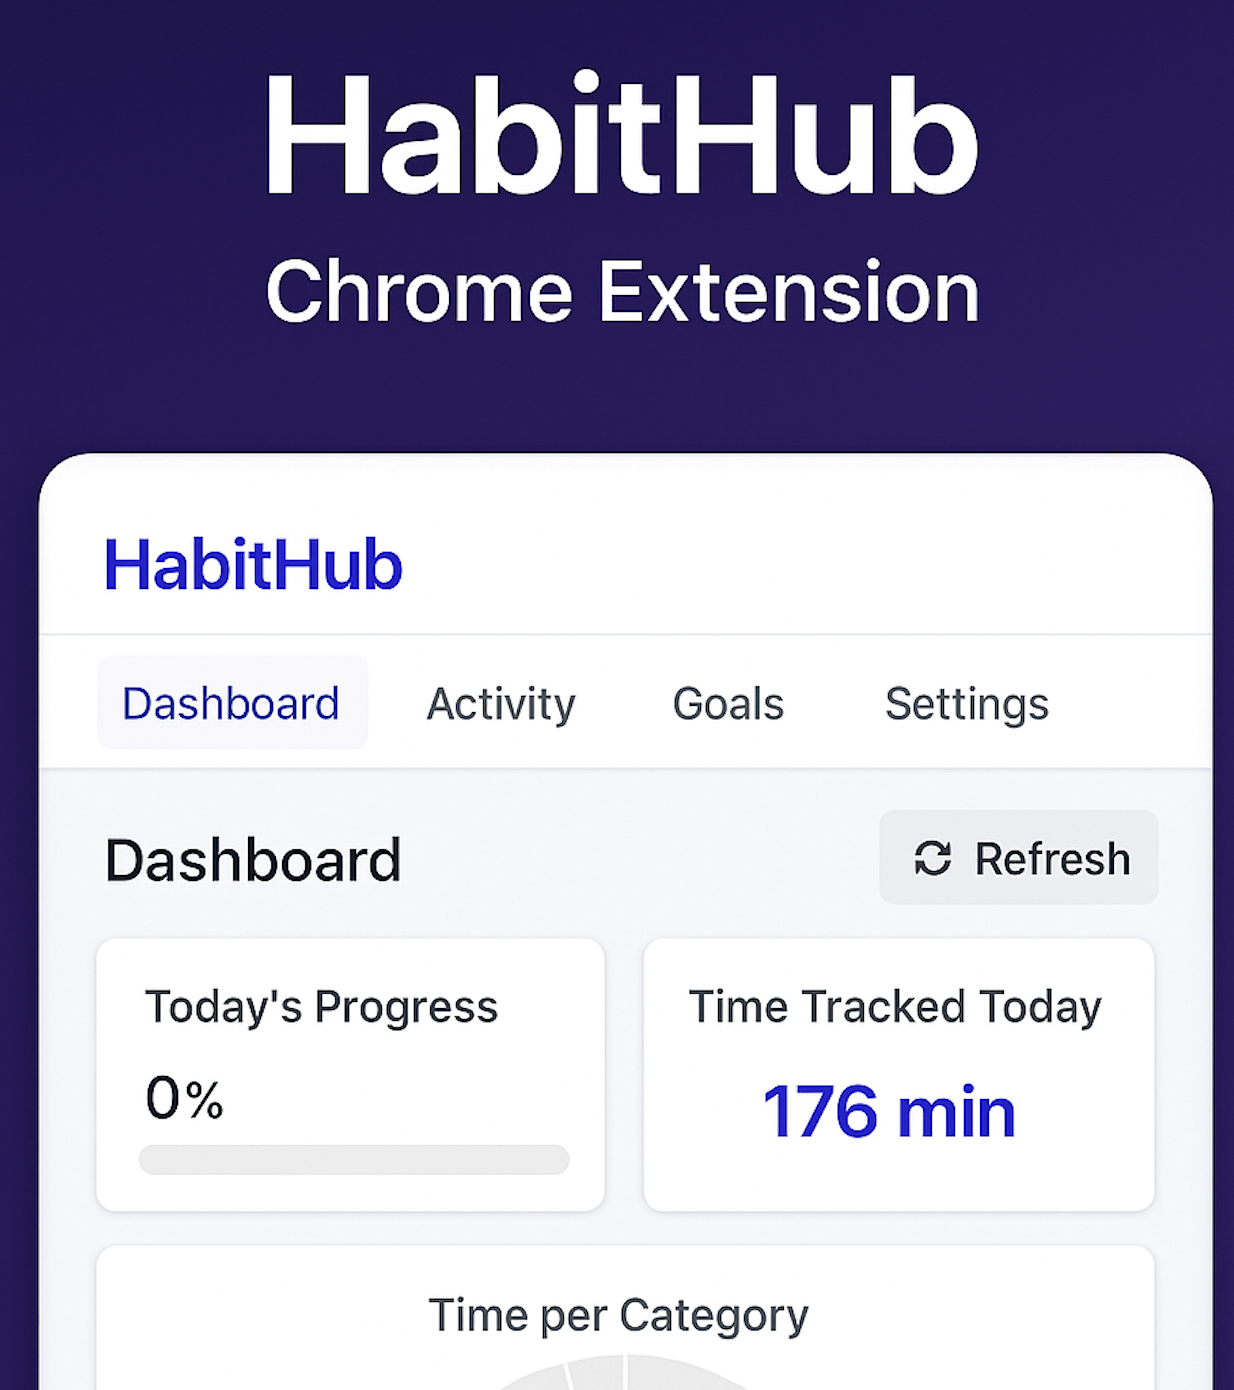 HabitHub
Chrome Extension
HabitHub
Dashboard Activity Goals Settings
Dashboard
Refresh
Today's Progress
0%
Time Tracked Today
176 min
Time per Category